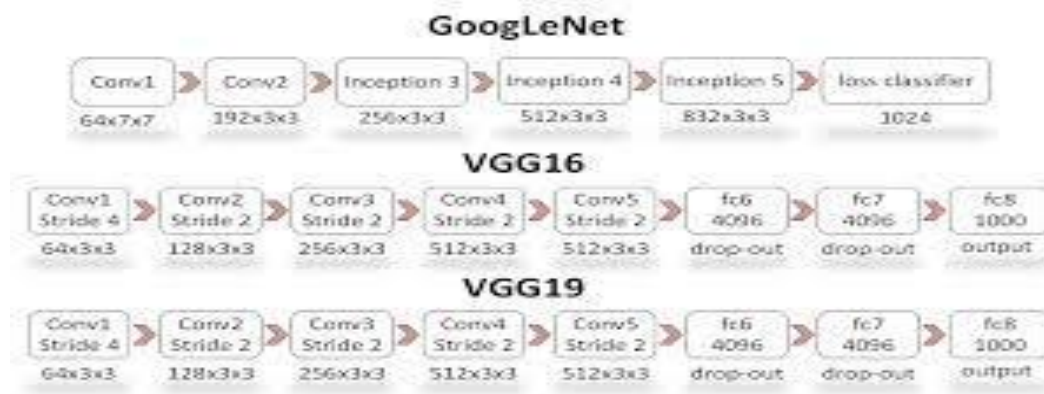 GoogLeNet
Conv1 Conv2 Inception 3 Inception 4 Inception 5 loss classifier
64x7x7 192x3x3 256x3x3 512x3x3 832x3x3 1024
VGG16
Conv1 Conv2 Conv3 Conv4 Conv5 fc6 fc7 fc8
Stride 4 Stride 2 Stride 2 Stride 2 Stride 2 4096 4096 1000
64x3x3 128x3x3 256x3x3 512x3x3 512x3x3 drop-out drop-out output
VGG19
Conv1 Conv2 Conv3 Conv4 Conv5 fc6 fc7 fc8
Stride 4 Stride 2 Stride 2 Stride 2 Stride 2 4096 4096 1000
64x3x3 128x3x3 256x3x3 512x3x3 512x3x3 drop-out drop-out output